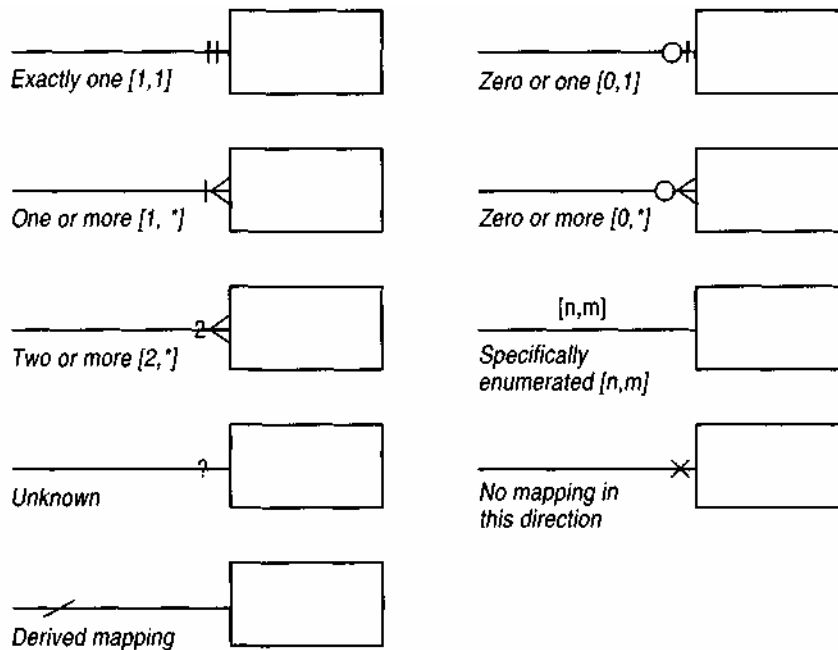 Exactly one [1,1]
Zero or one [0,1]
One or more [1, *]
Zero or more [0,*]
2
Two or more [2,*]
[n,m]
Specifically
enumerated [n,m]
?
Unknown
No mapping in
this direction
Derived mapping